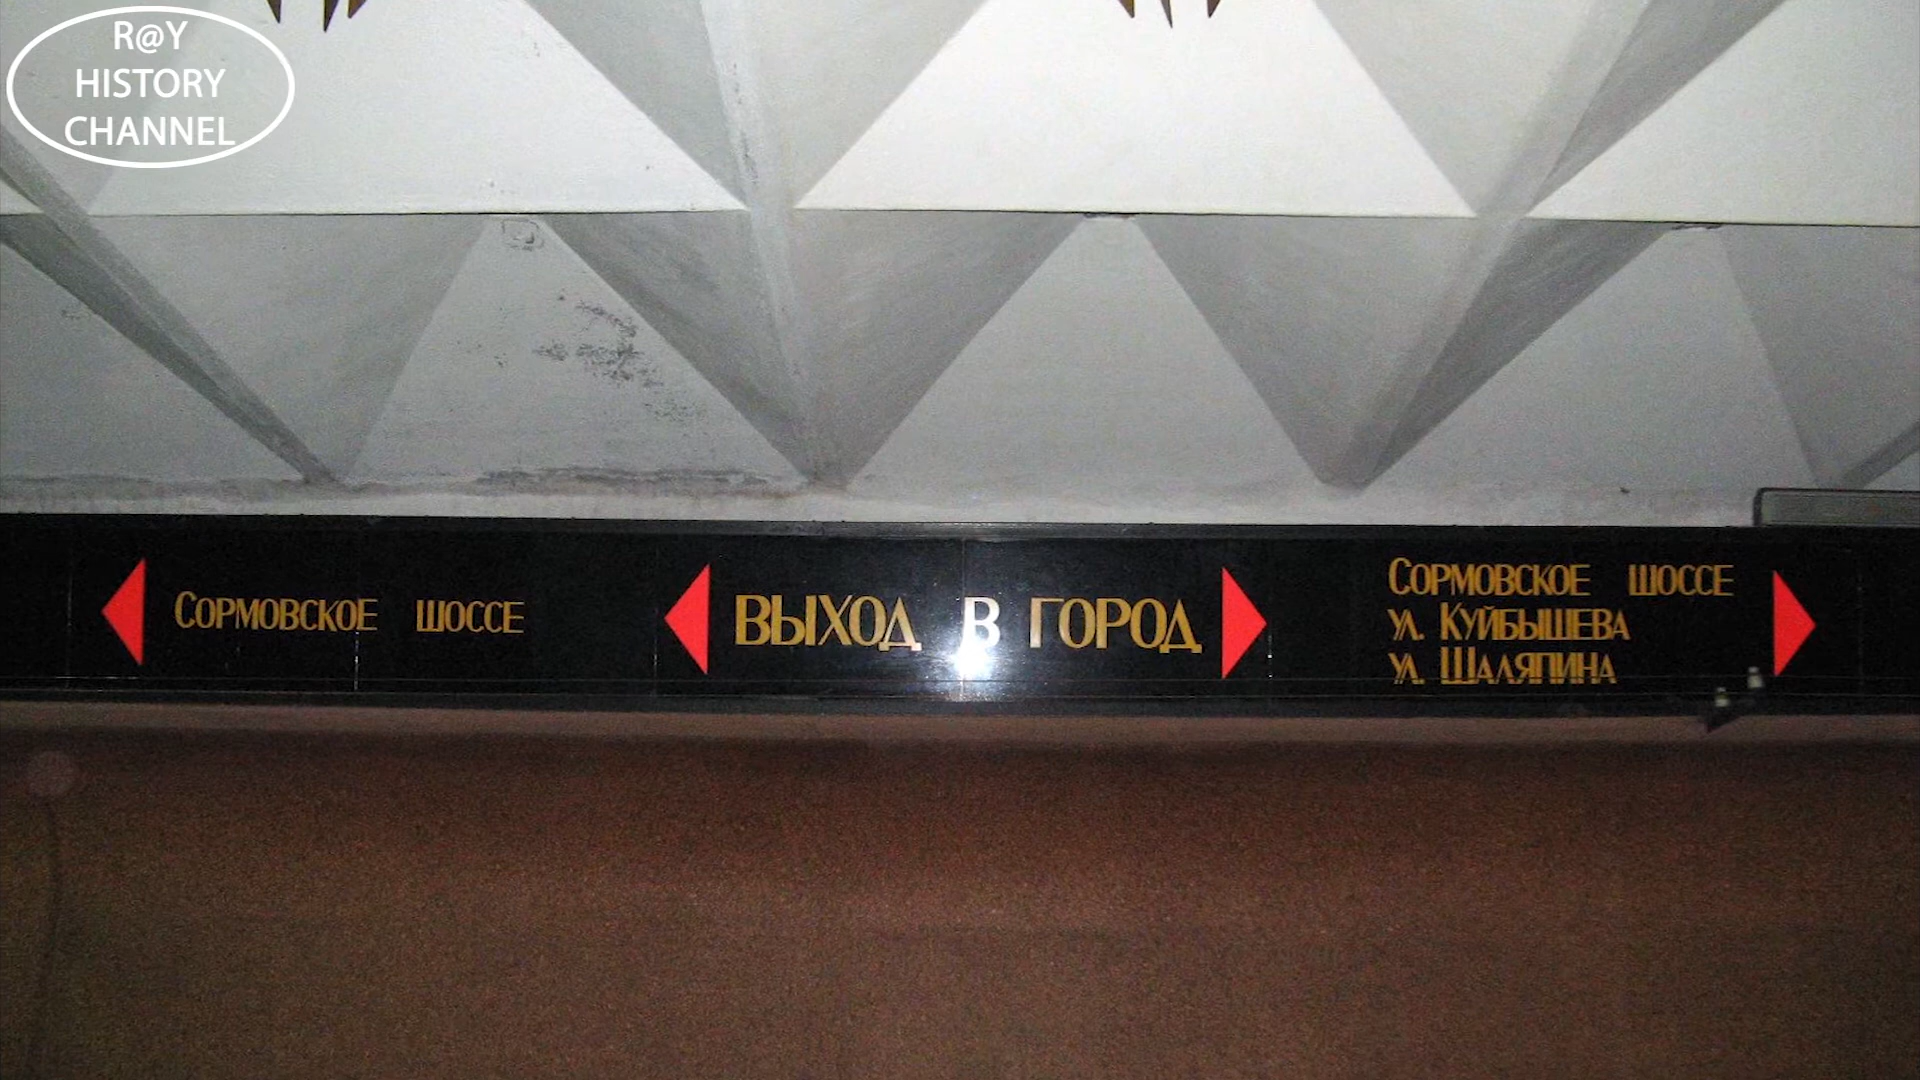 R@Y
HISTORY
CHANNEL
Сормовское шоссе
ВЫХОД В ГОРОД
Сормовское шоссе
ул. Куйбышева
ул. Шаляпина